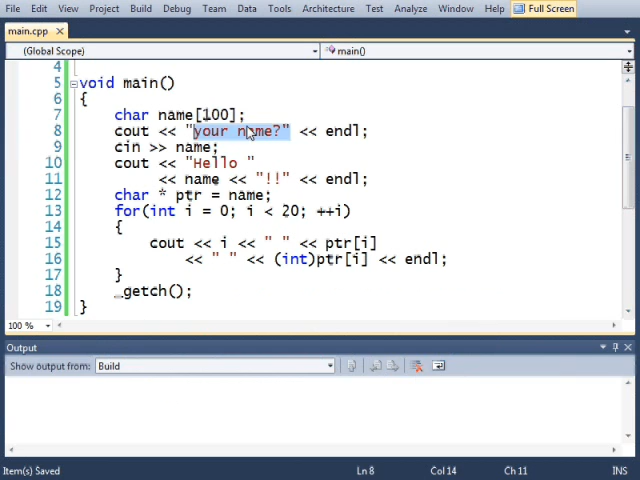 File Edit View Project Build Debug Team Data Tools Architecture Test Analyze Window Help Full Screen
main.cpp
(Global Scope) main()
4
5 void main()
6 {
7 char name[100];
8 cout << "your name?" << endl;
9 cin >> name;
10 cout << "Hello "
11 << name << "!!" << endl;
12 char * ptr = name;
13 for(int i = 0; i < 20; ++i)
14 {
15 cout << i << " " << ptr[i]
16 << " " << (int)ptr[i] << endl;
17 }
18 _getch();
19 }
100 %
Output
Show output from: Build
Item(s) Saved Ln 8 Col 14 Ch 11 INS